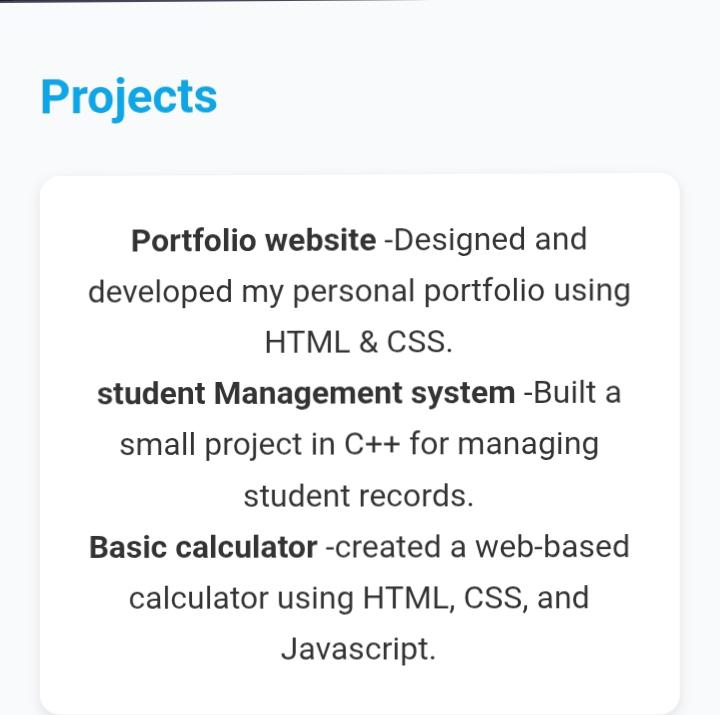 Projects
Portfolio website -Designed and
developed my personal portfolio using
HTML & CSS.
student Management system -Built a
small project in C++ for managing
student records.
Basic calculator -created a web-based
calculator using HTML, CSS, and
Javascript.